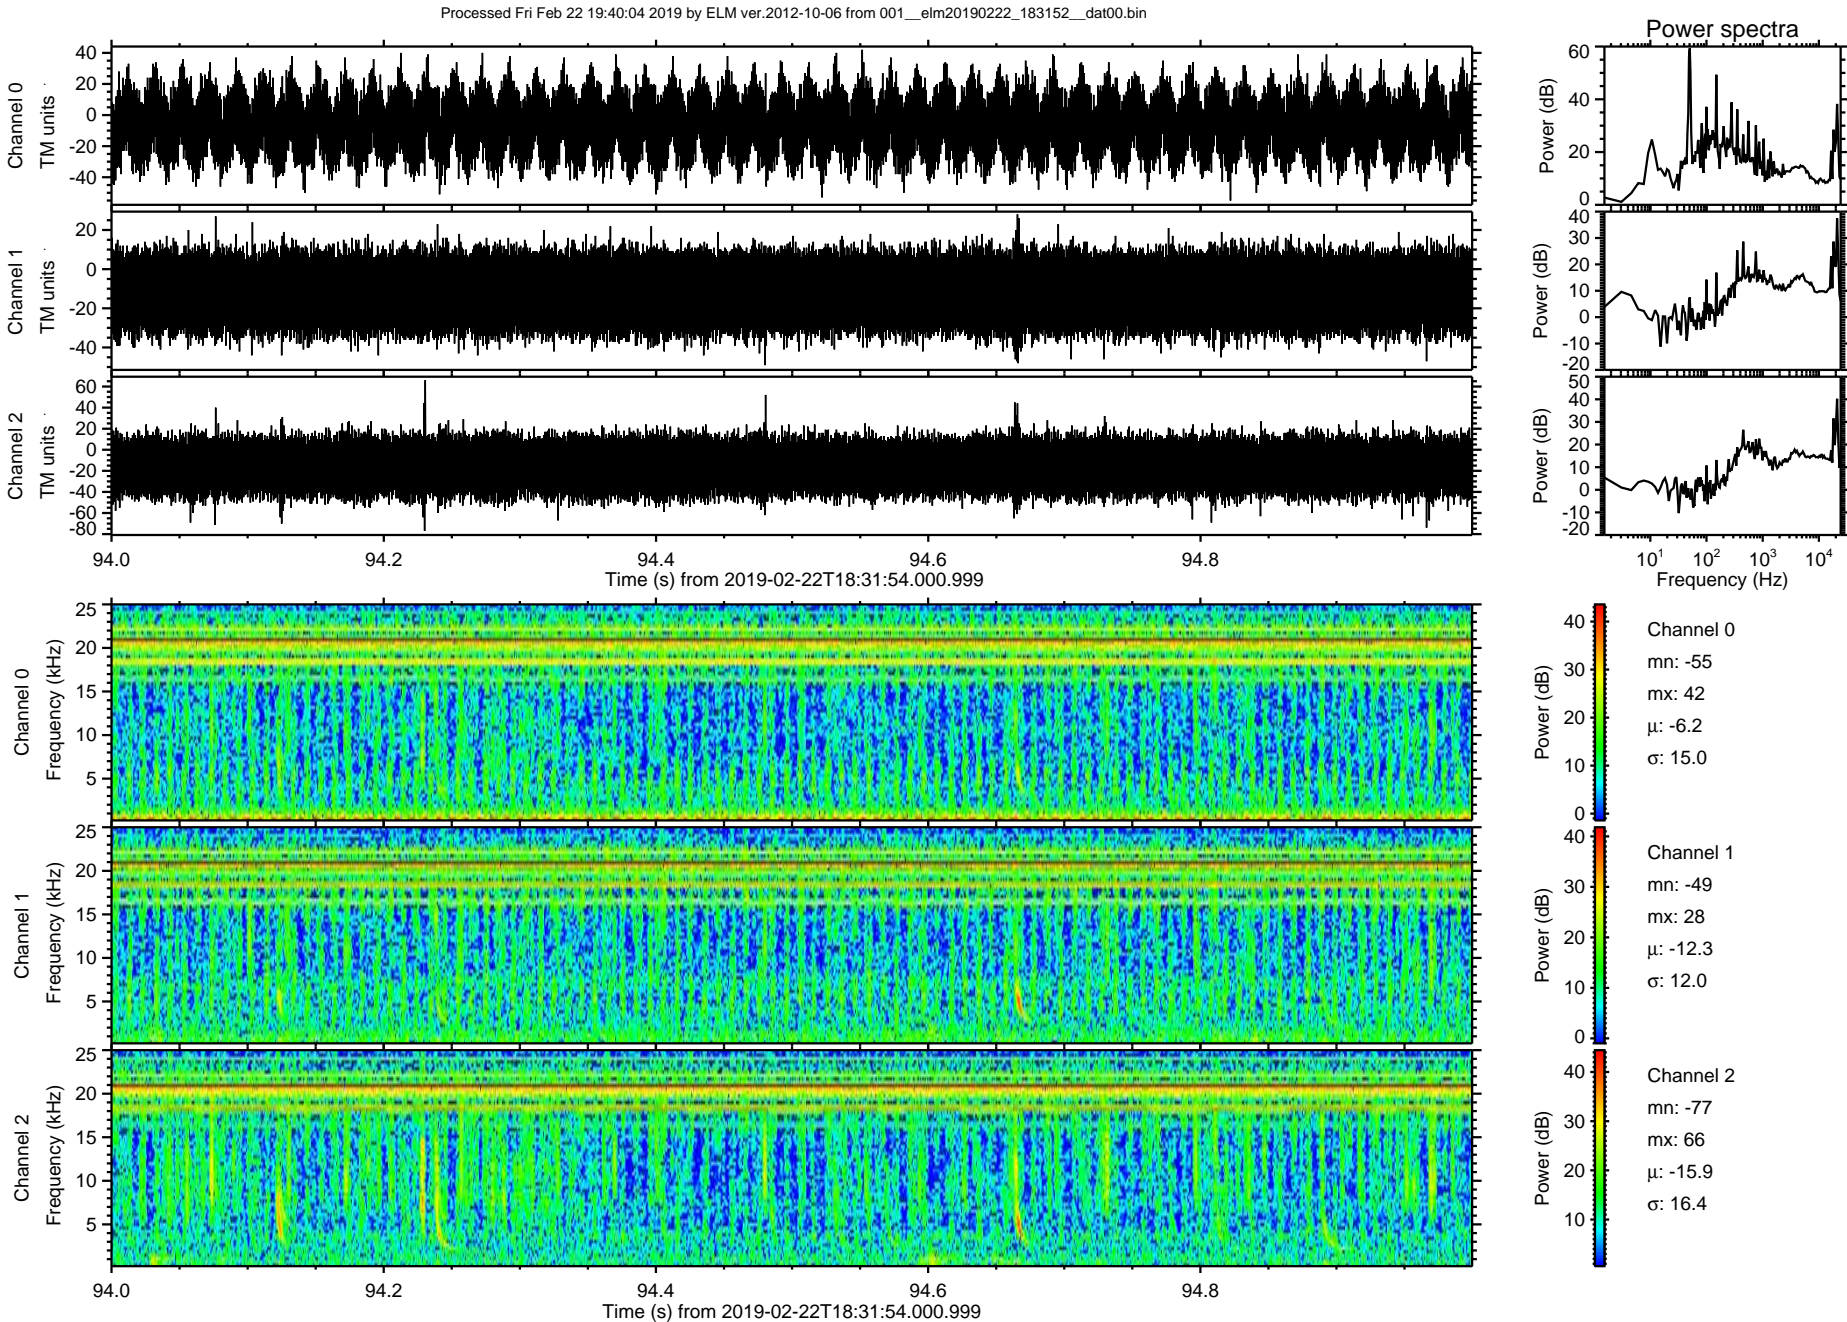 Processed Fri Feb 22 19:40:04 2019 by ELM ver.2012-10-06 from 001__elm20190222_183152__dat00.bin
Power spectra
Channel 0
TM units
40
20
0
-20
-40
Power (dB)
60
40
20
0
Channel 1
TM units
20
0
-20
-40
Power (dB)
40
30
20
10
0
-10
-20
Channel 2
TM units
60
40
20
0
-20
-40
-60
-80
Power (dB)
50
40
30
20
10
0
-10
-20
94.0 94.2 94.4 94.6 94.8
Time (s) from 2019-02-22T18:31:54.000.999
10¹ 10² 10³ 10⁴
Frequency (Hz)
Channel 0
Frequency (kHz)
25
20
15
10
5
Power (dB)
40
30
20
10
0
Channel 0
mn: -55
mx: 42
μ: -6.2
σ: 15.0
Channel 1
Frequency (kHz)
25
20
15
10
5
Power (dB)
40
30
20
10
0
Channel 1
mn: -49
mx: 28
μ: -12.3
σ: 12.0
Channel 2
Frequency (kHz)
25
20
15
10
5
Power (dB)
40
30
20
10
Channel 2
mn: -77
mx: 66
μ: -15.9
σ: 16.4
94.0 94.2 94.4 94.6 94.8
Time (s) from 2019-02-22T18:31:54.000.999